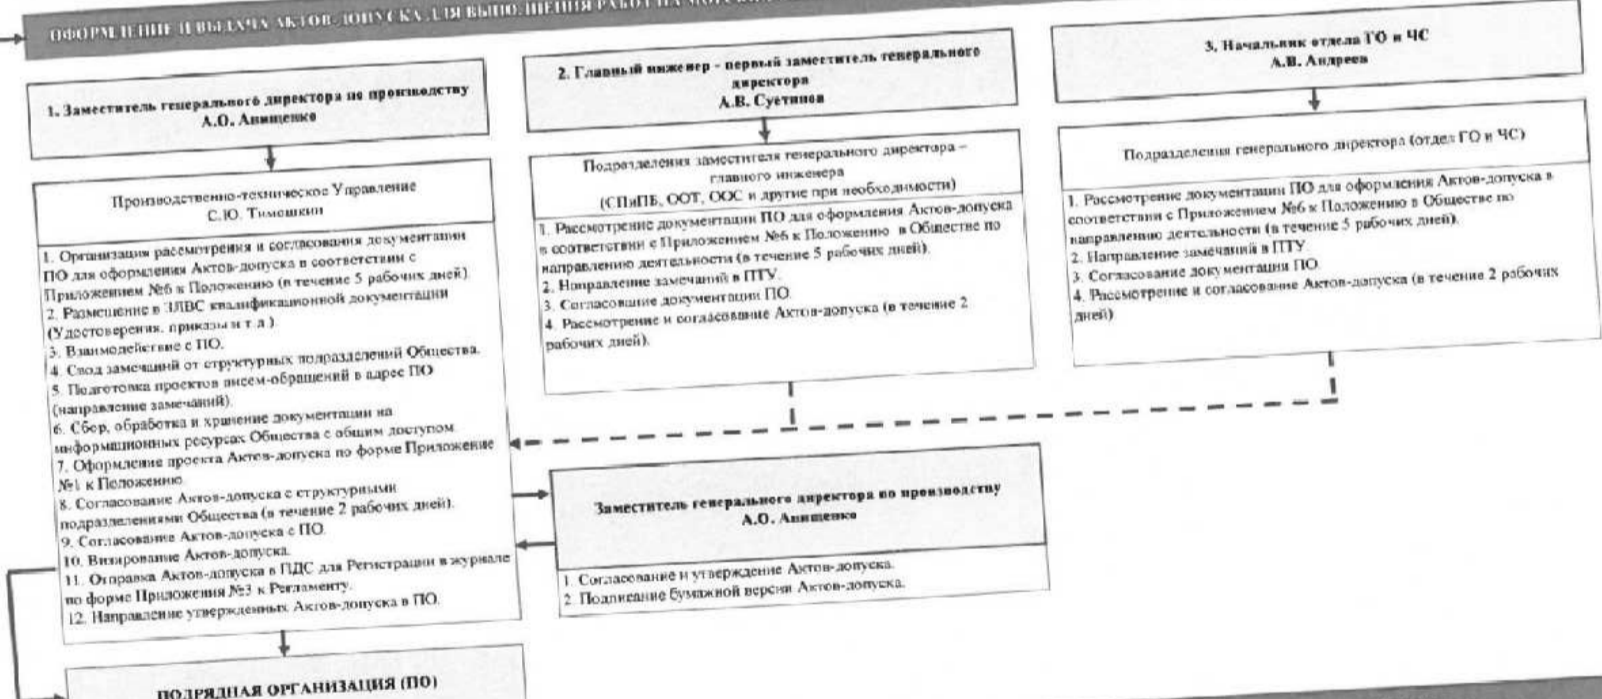 ОФОРМЛЕНИЕ И ВЫДАЧА АКТОВ-ДОПУСКА ДЛЯ ВЫПОЛНЕНИЯ РАБОТ НА
1. Заместитель генерального директора по производству
А.О. Анищенко
Производственно-техническое Управление
С.Ю. Тимошкин
1. Организация рассмотрения и согласования документации
ПО для оформления Актов-допуска в соответствии с
Приложением №6 к Положению (в течение 5 рабочих дней)
2. Размещение в ЗЛВС квалификационной документации
(Удостоверения, приказы и т.д.).
3. Взаимодействие с ПО.
4. Свод замечаний от структурных подразделений Общества.
5. Подготовка проектов писем-обращений в адрес ПО
(направление замечаний).
6. Сбор, обработка и хранение документации на
информационных ресурсах Общества с общим доступом
7. Оформление проекта Актов-допуска по форме Приложение
№1 к Положению
8. Согласование Актов-допуска с структурными
подразделениями Общества (в течение 2 рабочих дней).
9. Согласование Актов-допуска с ПО.
10. Визирование Актов-допуска.
11. Отправка Актов-допуска в ПДС для Регистрации в журнале
по форме Приложения №3 к Регламенту.
12. Направление утвержденных Актов-допуска в ПО.
ПОДРЯДНАЯ ОРГАНИЗАЦИЯ (ПО)
2. Главный инженер - первый заместитель генерального
директора
А.В. Суетинов
Подразделения заместителя генерального директора –
главного инженера
(СПиПБ, ООТ, ООС и другие при необходимости)
1. Рассмотрение документации ПО для оформления Актов-допуска
в соответствии с Приложением №6 к Положению в Обществе по
направлению деятельности (в течение 5 рабочих дней).
2. Направление замечаний в ПТУ.
3. Согласование документации ПО.
4. Рассмотрение и согласование Актов-допуска (в течение 2
рабочих дней).
Заместитель генерального директора по производству
А.О. Анищенко
1. Согласование и утверждение Актов-допуска.
2. Подписание бумажной версии Актов-допуска.
3. Начальник отдела ГО и ЧС
А.В. Андреев
Подразделения генерального директора (отдел ГО и ЧС)
1. Рассмотрение документации ПО для оформления Актов-допуска в
соответствии с Приложением №6 к Положению в Обществе по
направлению деятельности (в течение 5 рабочих дней).
2. Направление замечаний в ПТУ
3. Согласование документации ПО
4. Рассмотрение и согласование Актов-допуска (в течение 2 рабочих
дней)